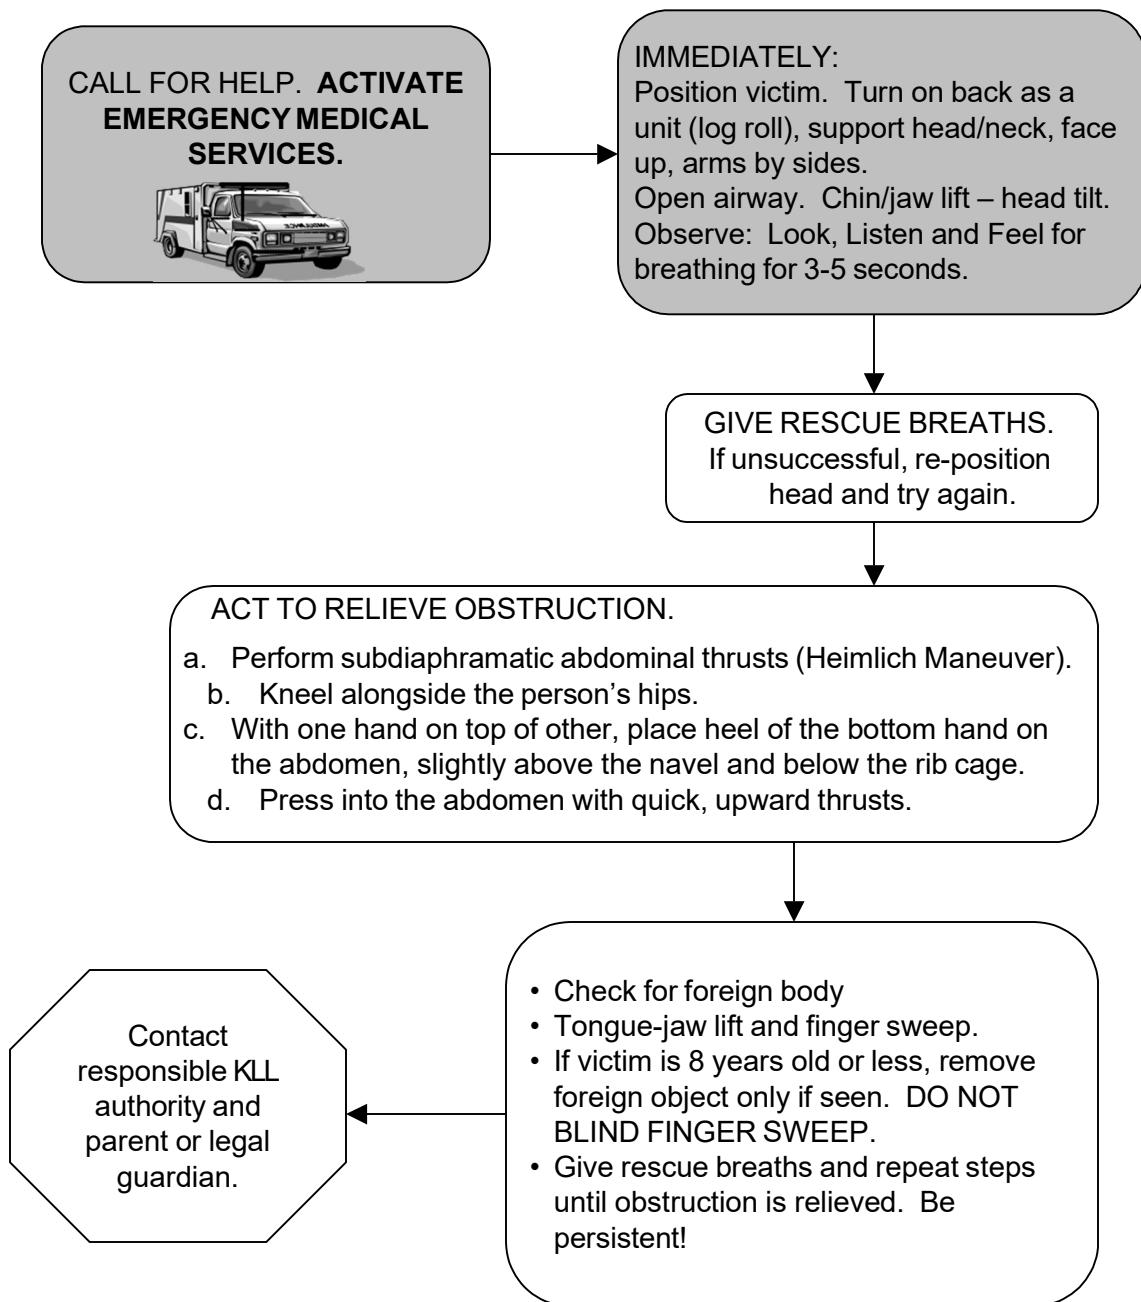 CALL FOR HELP.  ACTIVATE
EMERGENCY MEDICAL
SERVICES.
AMBULANCE
IMMEDIATELY:
Position victim.  Turn on back as a
unit (log roll), support head/neck, face
up, arms by sides.
Open airway.  Chin/jaw lift – head tilt.
Observe:  Look, Listen and Feel for
breathing for 3-5 seconds.
GIVE RESCUE BREATHS.
If unsuccessful, re-position
head and try again.
ACT TO RELIEVE OBSTRUCTION.
a. Perform subdiaphramatic abdominal thrusts (Heimlich Maneuver).
b. Kneel alongside the person’s hips.
c. With one hand on top of other, place heel of the bottom hand on
the abdomen, slightly above the navel and below the rib cage.
d. Press into the abdomen with quick, upward thrusts.
• Check for foreign body
• Tongue-jaw lift and finger sweep.
• If victim is 8 years old or less, remove
foreign object only if seen.  DO NOT
BLIND FINGER SWEEP.
• Give rescue breaths and repeat steps
until obstruction is relieved.  Be
persistent!
Contact
responsible KLL
authority and
parent or legal
guardian.